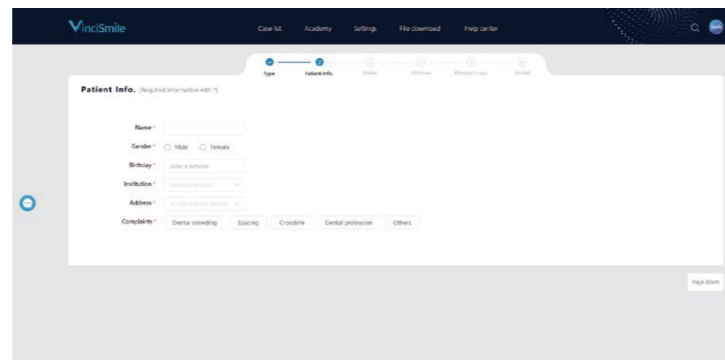 VinciSmile
Case list Academy Settings File download Help center
Type Patient Info.
Patient Info. (Required information with *)
Name *
Gender * Male Female
Birthday *
Institution *
Address *
Complaints * Dental crowding Spacing Crossbite Dental protrusion Others
Page down